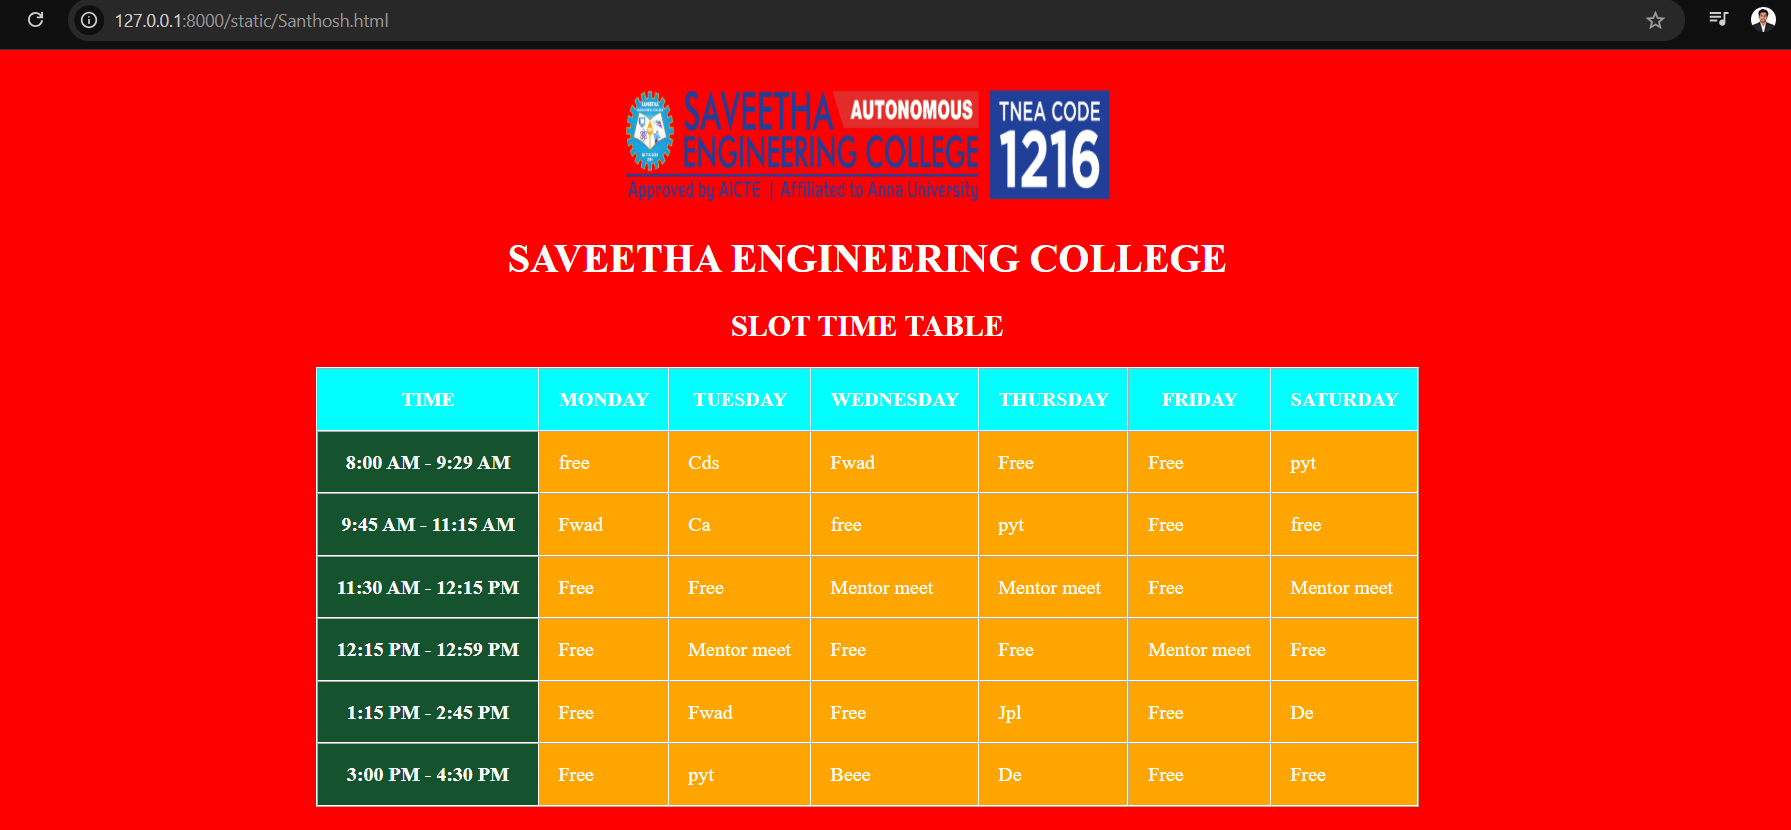 127.0.0.1:8000/static/Santhosh.html
SAVEETHA AUTONOMOUS
ENGINEERING COLLEGE
Approved by AICTE | Affiliated to Anna University
TNEA CODE
1216
SAVEETHA ENGINEERING COLLEGE
SLOT TIME TABLE
TIME MONDAY TUESDAY WEDNESDAY THURSDAY FRIDAY SATURDAY
8:00 AM - 9:29 AM free Cds Fwad Free Free pyt
9:45 AM - 11:15 AM Fwad Ca free pyt Free free
11:30 AM - 12:15 PM Free Free Mentor meet Mentor meet Free Mentor meet
12:15 PM - 12:59 PM Free Mentor meet Free Free Mentor meet Free
1:15 PM - 2:45 PM Free Fwad Free Jpl Free De
3:00 PM - 4:30 PM Free pyt Beee De Free Free